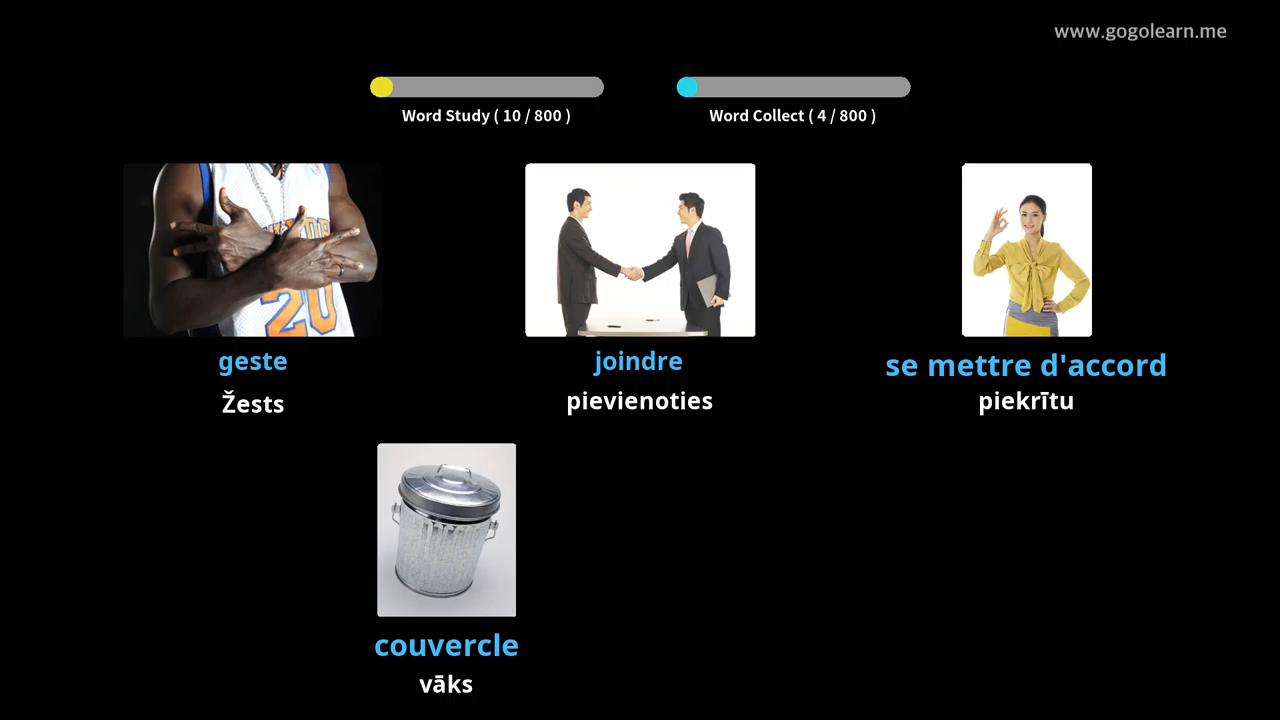 www.gogolearn.me
Word Study ( 10 / 800 )
Word Collect ( 4 / 800 )
20
geste
joindre
se mettre d'accord
Žests
pievienoties
piekrītu
couvercle
vāks